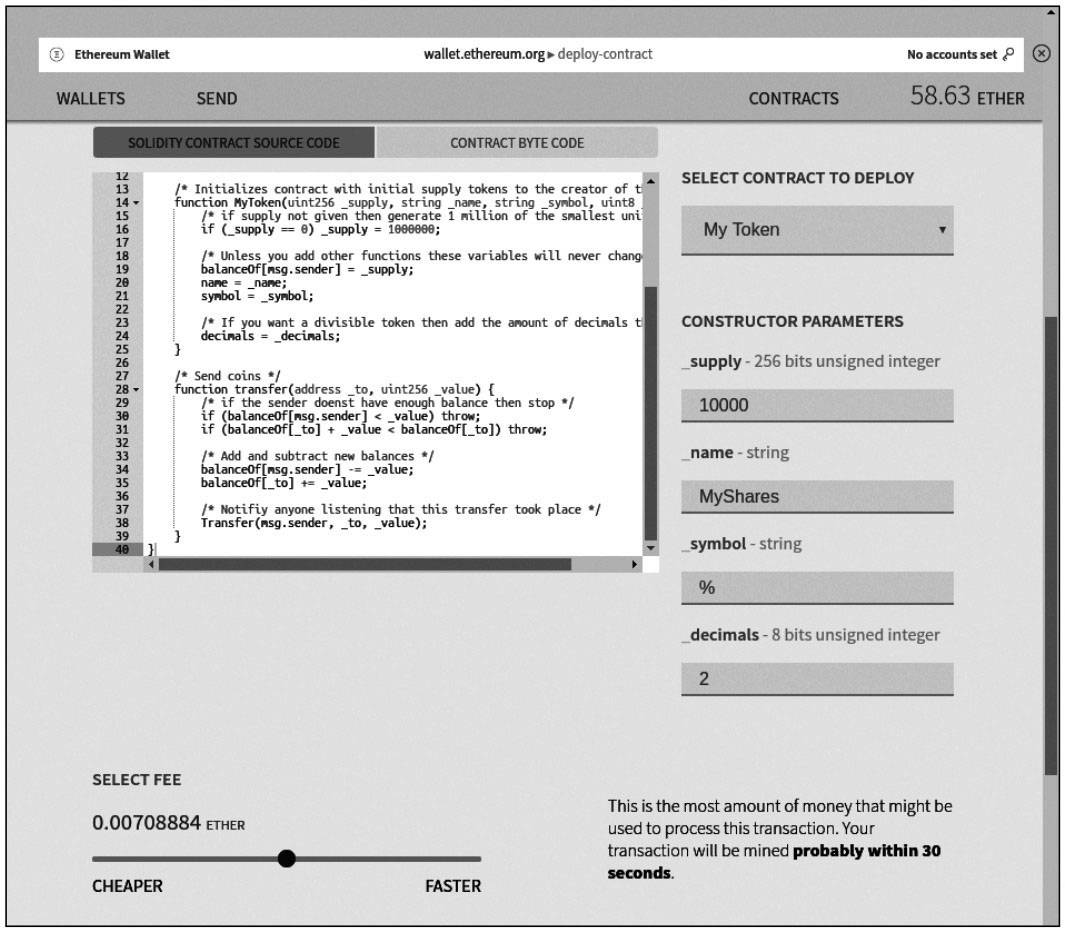 Ethereum Wallet
wallet.ethereum.org ▸ deploy-contract
No accounts set
WALLETS
SEND
CONTRACTS
58.63 ETHER
SOLIDITY CONTRACT SOURCE CODE
CONTRACT BYTE CODE
12
13 /* Initializes contract with initial supply tokens to the creator of
14 function MyToken(uint256 _supply, string _name, string _symbol, uint8
15 /* if supply not given then generate 1 million of the smallest
16 if (_supply == 0) _supply = 1000000;
17
18 /* Unless you add other functions these variables will never
19 balanceOf[msg.sender] = _supply;
20 name = _name;
21 symbol = _symbol;
22
23 /* If you want a divisible token then add the amount of decimals
24 decimals = _decimals;
25 }
26
27 /* Send coins */
28 function transfer(address _to, uint256 _value) {
29 /* if the sender doenst have enough balance then stop */
30 if (balanceOf[msg.sender] < _value) throw;
31 if (balanceOf[_to] + _value < balanceOf[_to]) throw;
32
33 /* Add and subtract new balances */
34 balanceOf[msg.sender] -= _value;
35 balanceOf[_to] += _value;
36
37 /* Notifiy anyone listening that this transfer took place */
38 Transfer(msg.sender, _to, _value);
39 }
40 }
SELECT CONTRACT TO DEPLOY
My Token
CONSTRUCTOR PARAMETERS
_supply - 256 bits unsigned integer
10000
_name - string
MyShares
_symbol - string
%
_decimals - 8 bits unsigned integer
2
SELECT FEE
0.00708884 ETHER
CHEAPER
FASTER
This is the most amount of money that might be
used to process this transaction. Your
transaction will be mined probably within 30
seconds.